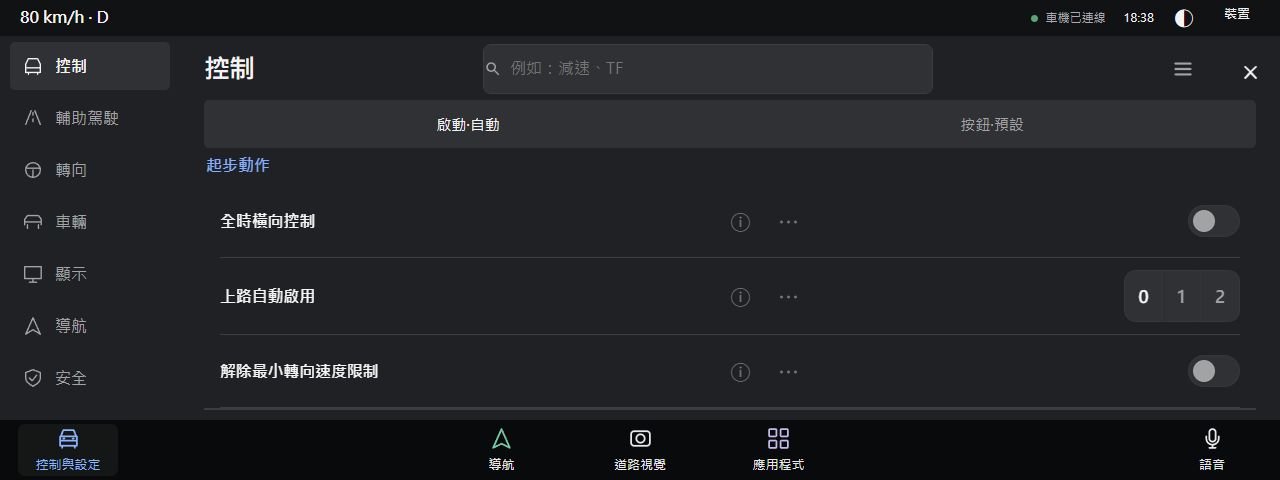 80 km/h · D
車機已連線
18:38
裝置
控制
輔助駕駛
轉向
車輛
顯示
導航
安全
控制
例如：減速、TF
啟動·自動
按鈕·預設
起步動作
全時橫向控制
上路自動啟用
0 1 2
解除最小轉向速度限制
控制與設定
導航
道路視覺
應用程式
語音